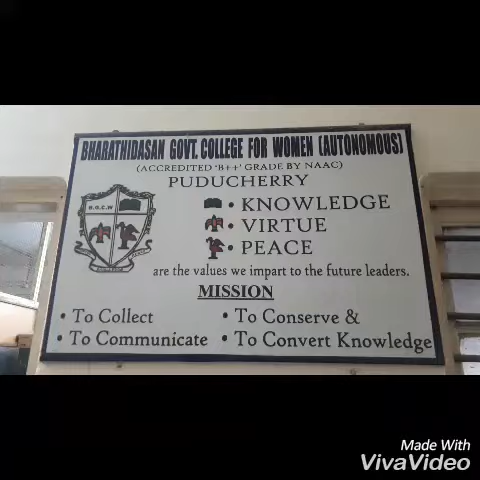 BHARATHIDASAN GOVT. COLLEGE FOR WOMEN (AUTONOMOUS)
(ACCREDITED 'B++' GRADE BY NAAC)
PUDUCHERRY
B.G.C.W
• KNOWLEDGE
• VIRTUE
• PEACE
are the values we impart to the future leaders.
MISSION
• To Collect • To Conserve &
• To Communicate • To Convert Knowledge
Made With
VivaVideo